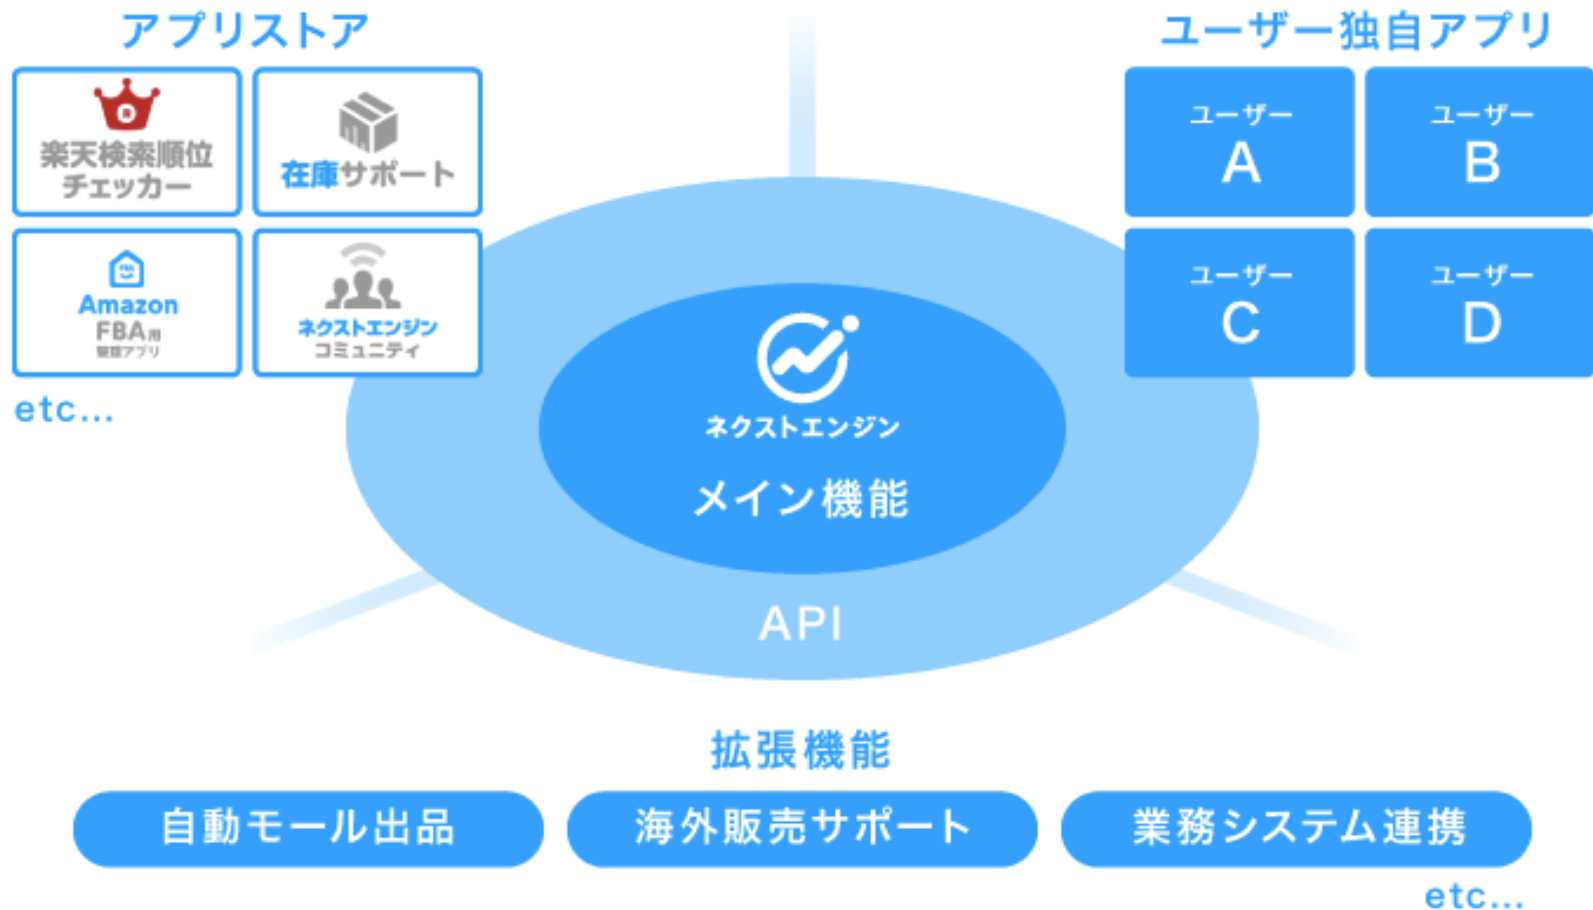 アプリストア
楽天検索順位
チェッカー
在庫サポート
Amazon
FBA用
管理アプリ
ネクストエンジン
コミュニティ
etc...
ユーザー独自アプリ
ユーザー
A
ユーザー
B
ユーザー
C
ユーザー
D
ネクストエンジン
メイン機能
API
拡張機能
自動モール出品
海外販売サポート
業務システム連携
etc...